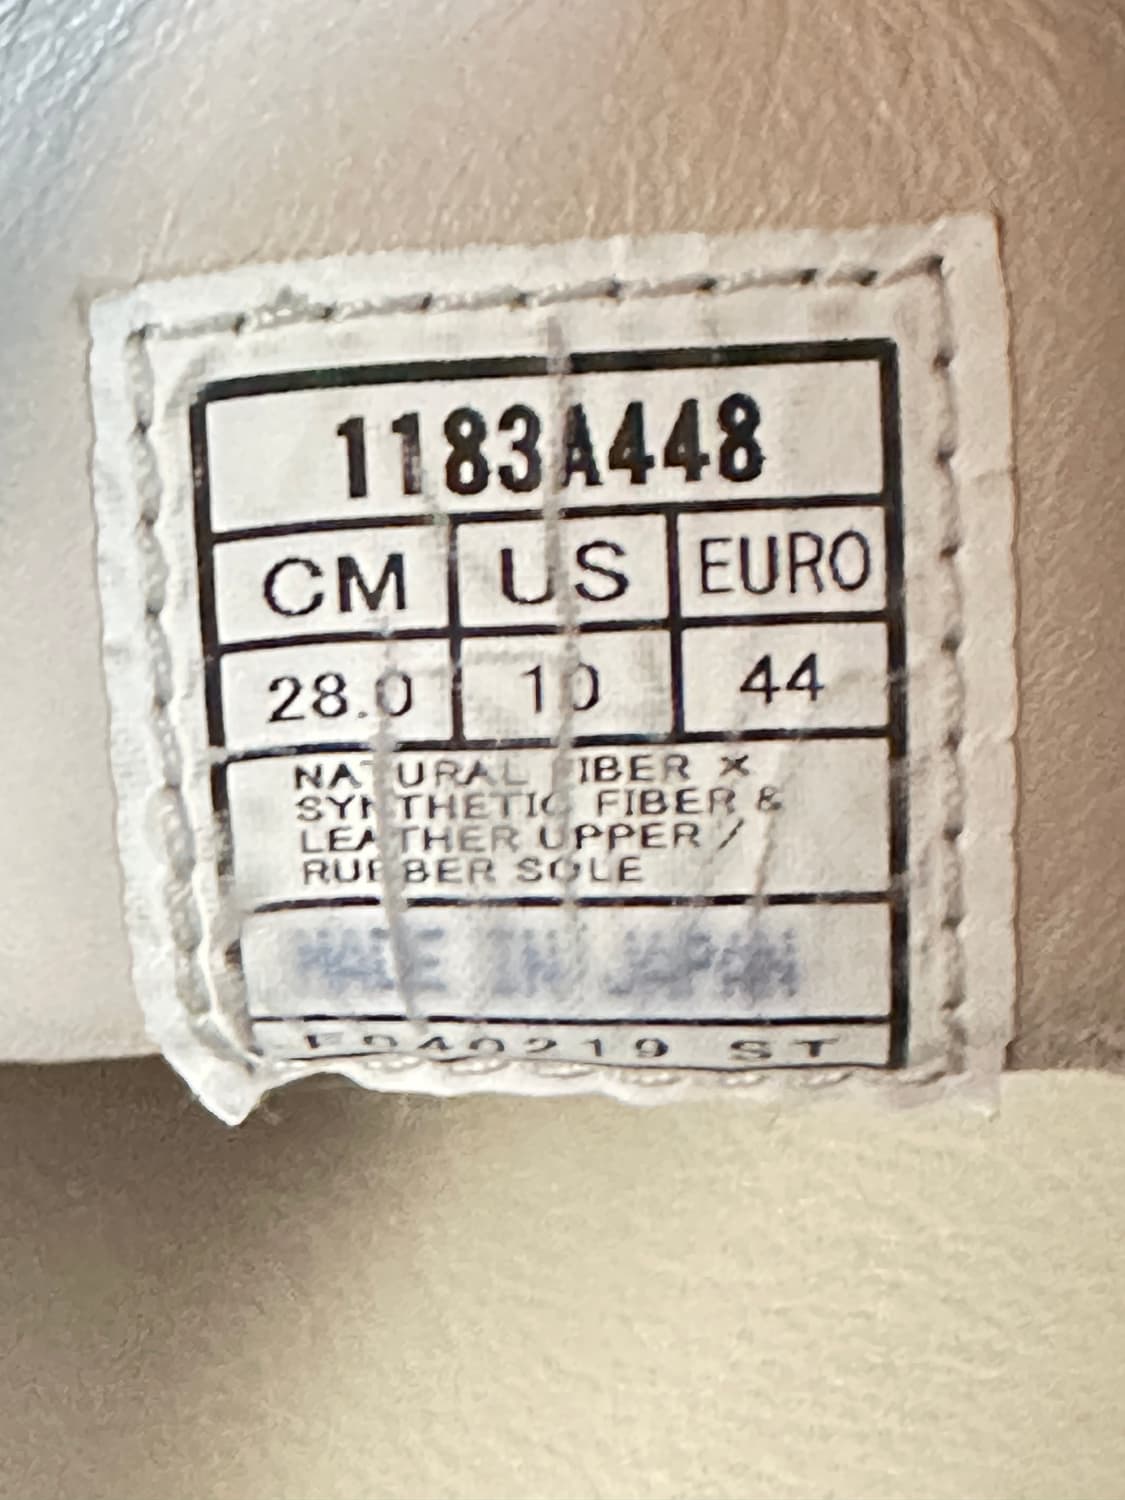 1183A448
CM US EURO
28.0 10 44
NATURAL FIBER ×
SYNTHETIC FIBER &
LEATHER UPPER /
RUBBER SOLE
MADE IN JAPAN
ST